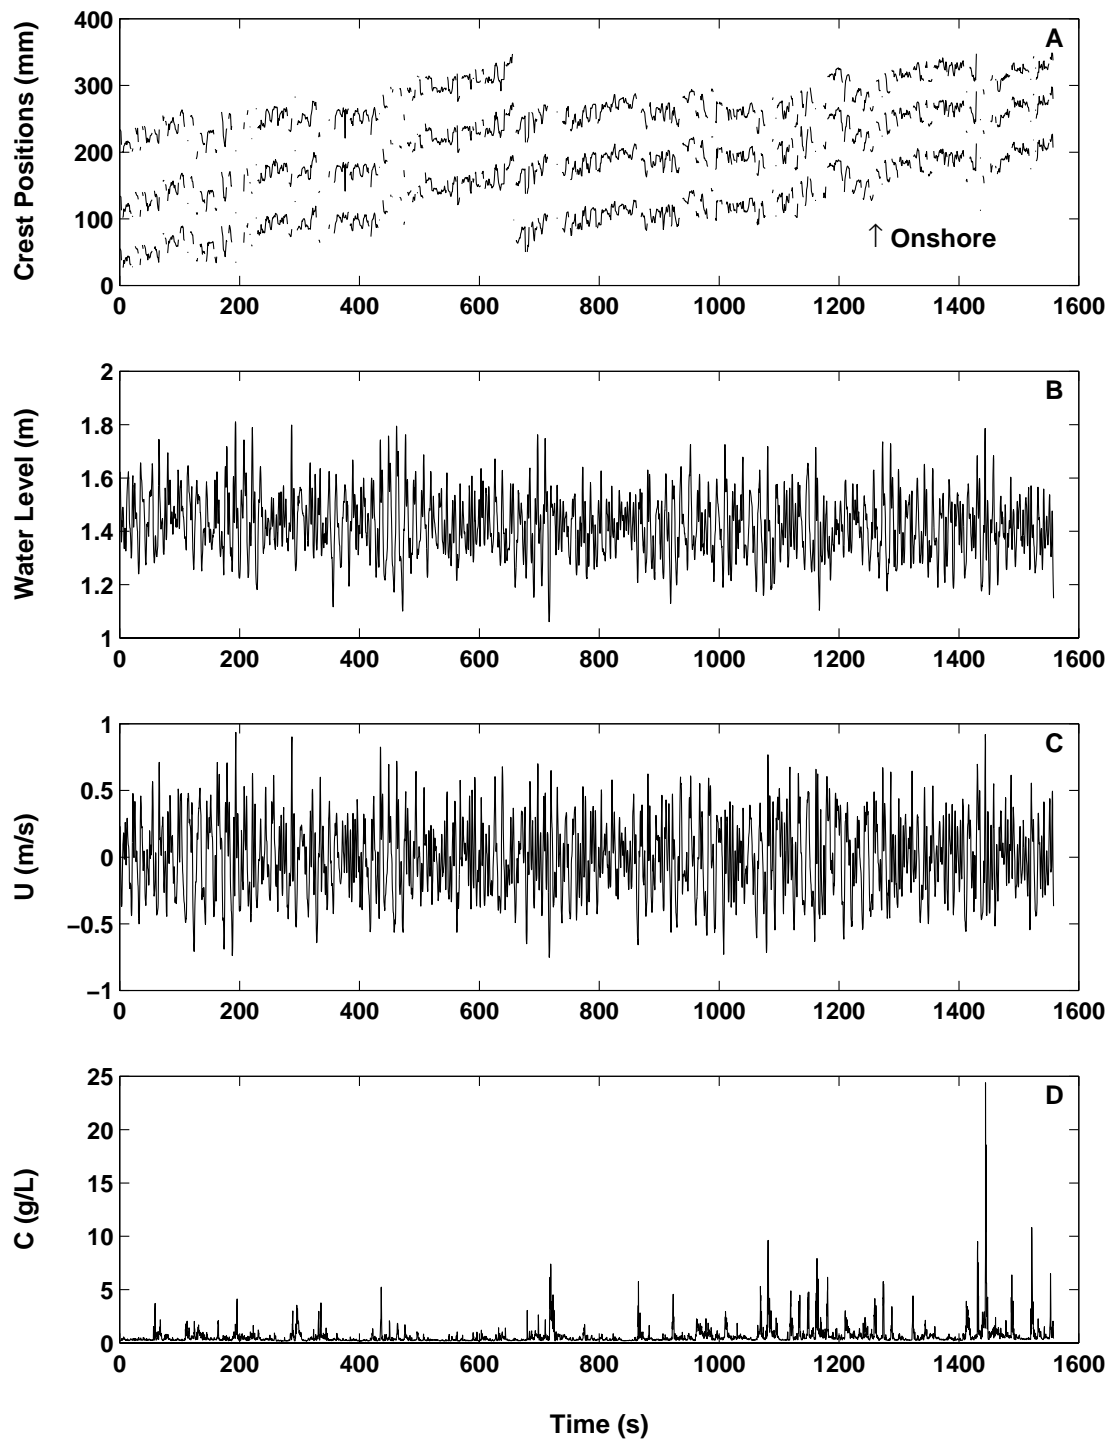 A
Crest Positions (mm)
400
300
200
100
0
↑ Onshore
0 200 400 600 800 1000 1200 1400 1600
B
Water Level (m)
2
1.8
1.6
1.4
1.2
1
0 200 400 600 800 1000 1200 1400 1600
C
U (m/s)
1
0.5
0
−0.5
−1
0 200 400 600 800 1000 1200 1400 1600
D
C (g/L)
25
20
15
10
5
0
0 200 400 600 800 1000 1200 1400 1600
Time (s)